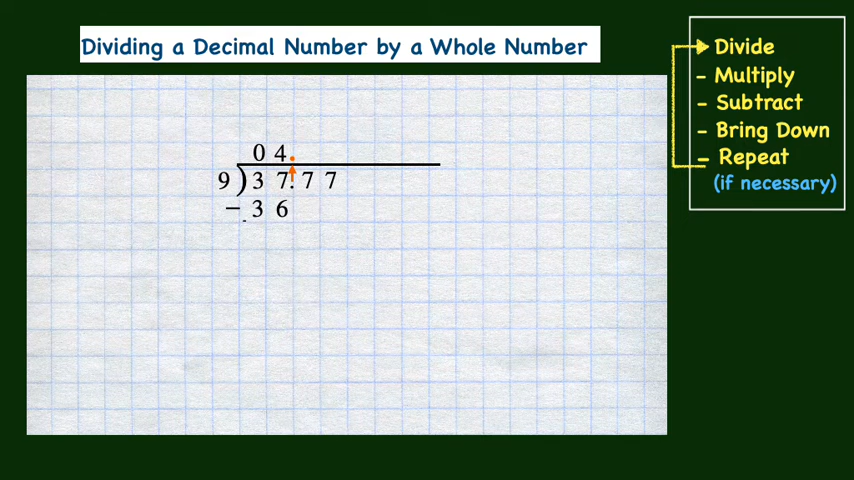 Dividing a Decimal Number by a Whole Number
Divide
- Multiply
- Subtract
- Bring Down
- Repeat
(if necessary)
0 4.
9 ) 3 7.7 7
− 3 6